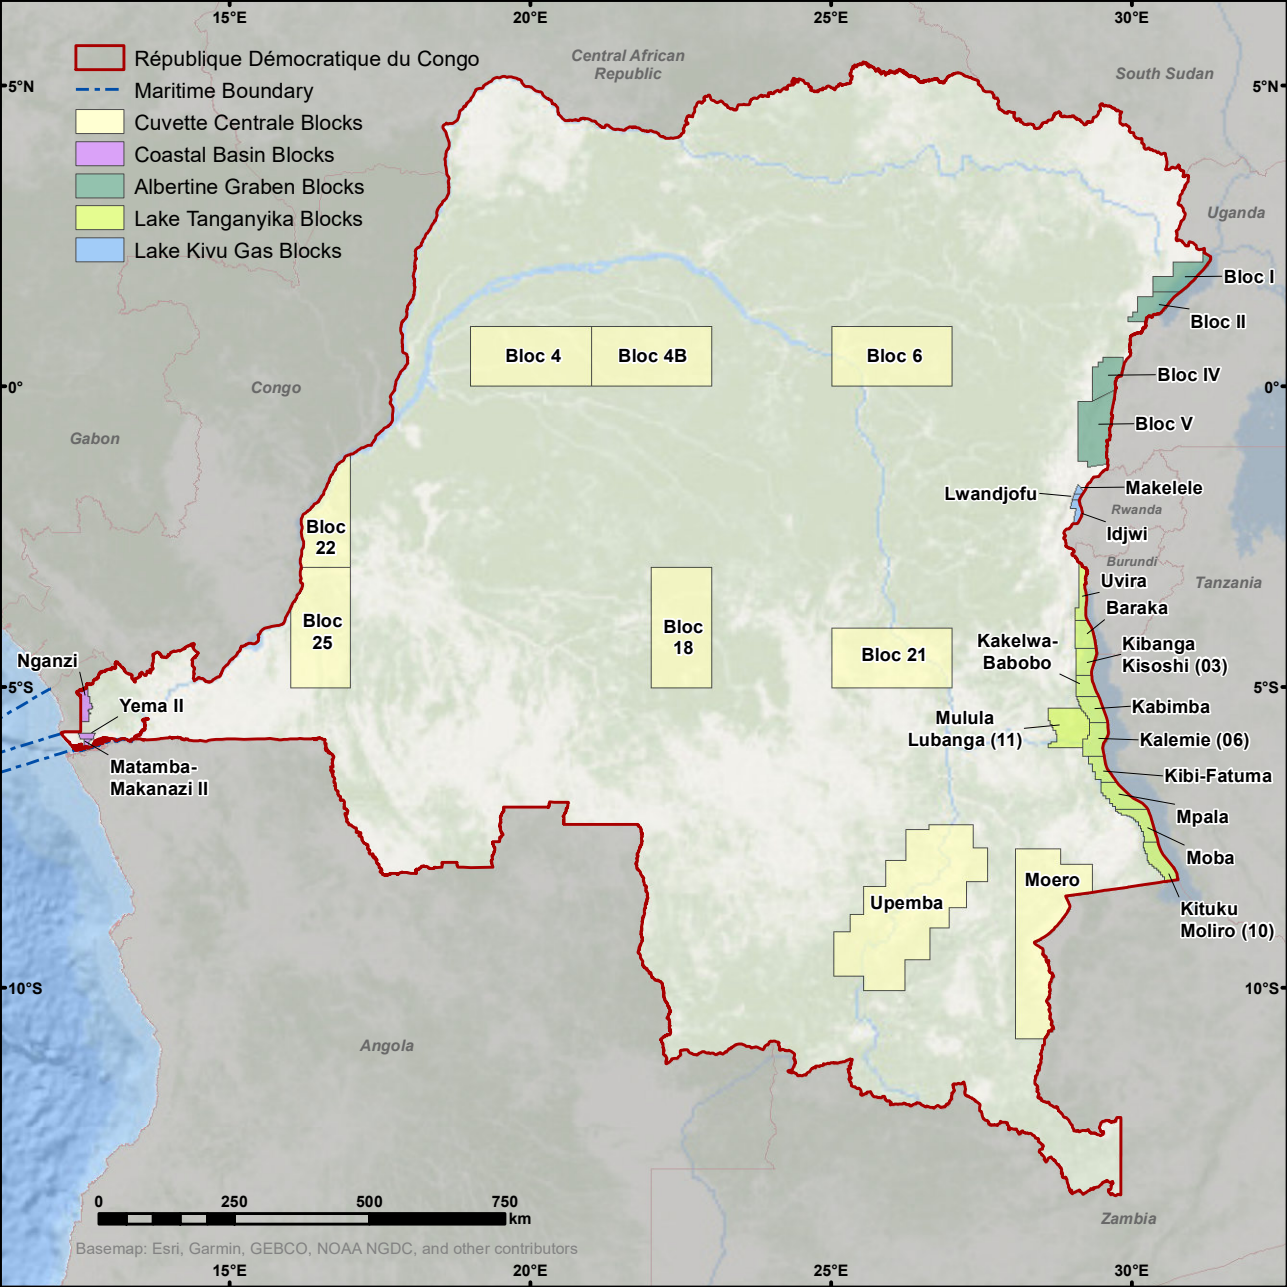 15°E
20°E
25°E
30°E
République Démocratique du Congo
Maritime Boundary
Cuvette Centrale Blocks
Coastal Basin Blocks
Albertine Graben Blocks
Lake Tanganyika Blocks
Lake Kivu Gas Blocks
Central African
Republic
South Sudan
5°N
5°N
Uganda
Bloc I
Bloc II
Bloc 4
Bloc 4B
Bloc 6
Bloc IV
0°
0°
Congo
Bloc V
Gabon
Lwandjofu
Makelele
Rwanda
Idjwi
Bloc
22
Burundi
Uvira
Tanzania
Baraka
Bloc
25
Bloc
18
Bloc 21
Kakelwa-
Babobo
Kibanga
Kisoshi (03)
Nganzi
5°S
5°S
Yema II
Kabimba
Mulula
Lubanga (11)
Kalemie (06)
Matamba-
Makanazi II
Kibi-Fatuma
Mpala
Moba
Moero
Upemba
Kituku
Moliro (10)
10°S
10°S
Angola
Zambia
0
250
500
750
km
Basemap: Esri, Garmin, GEBCO, NOAA NGDC, and other contributors
15°E
20°E
25°E
30°E